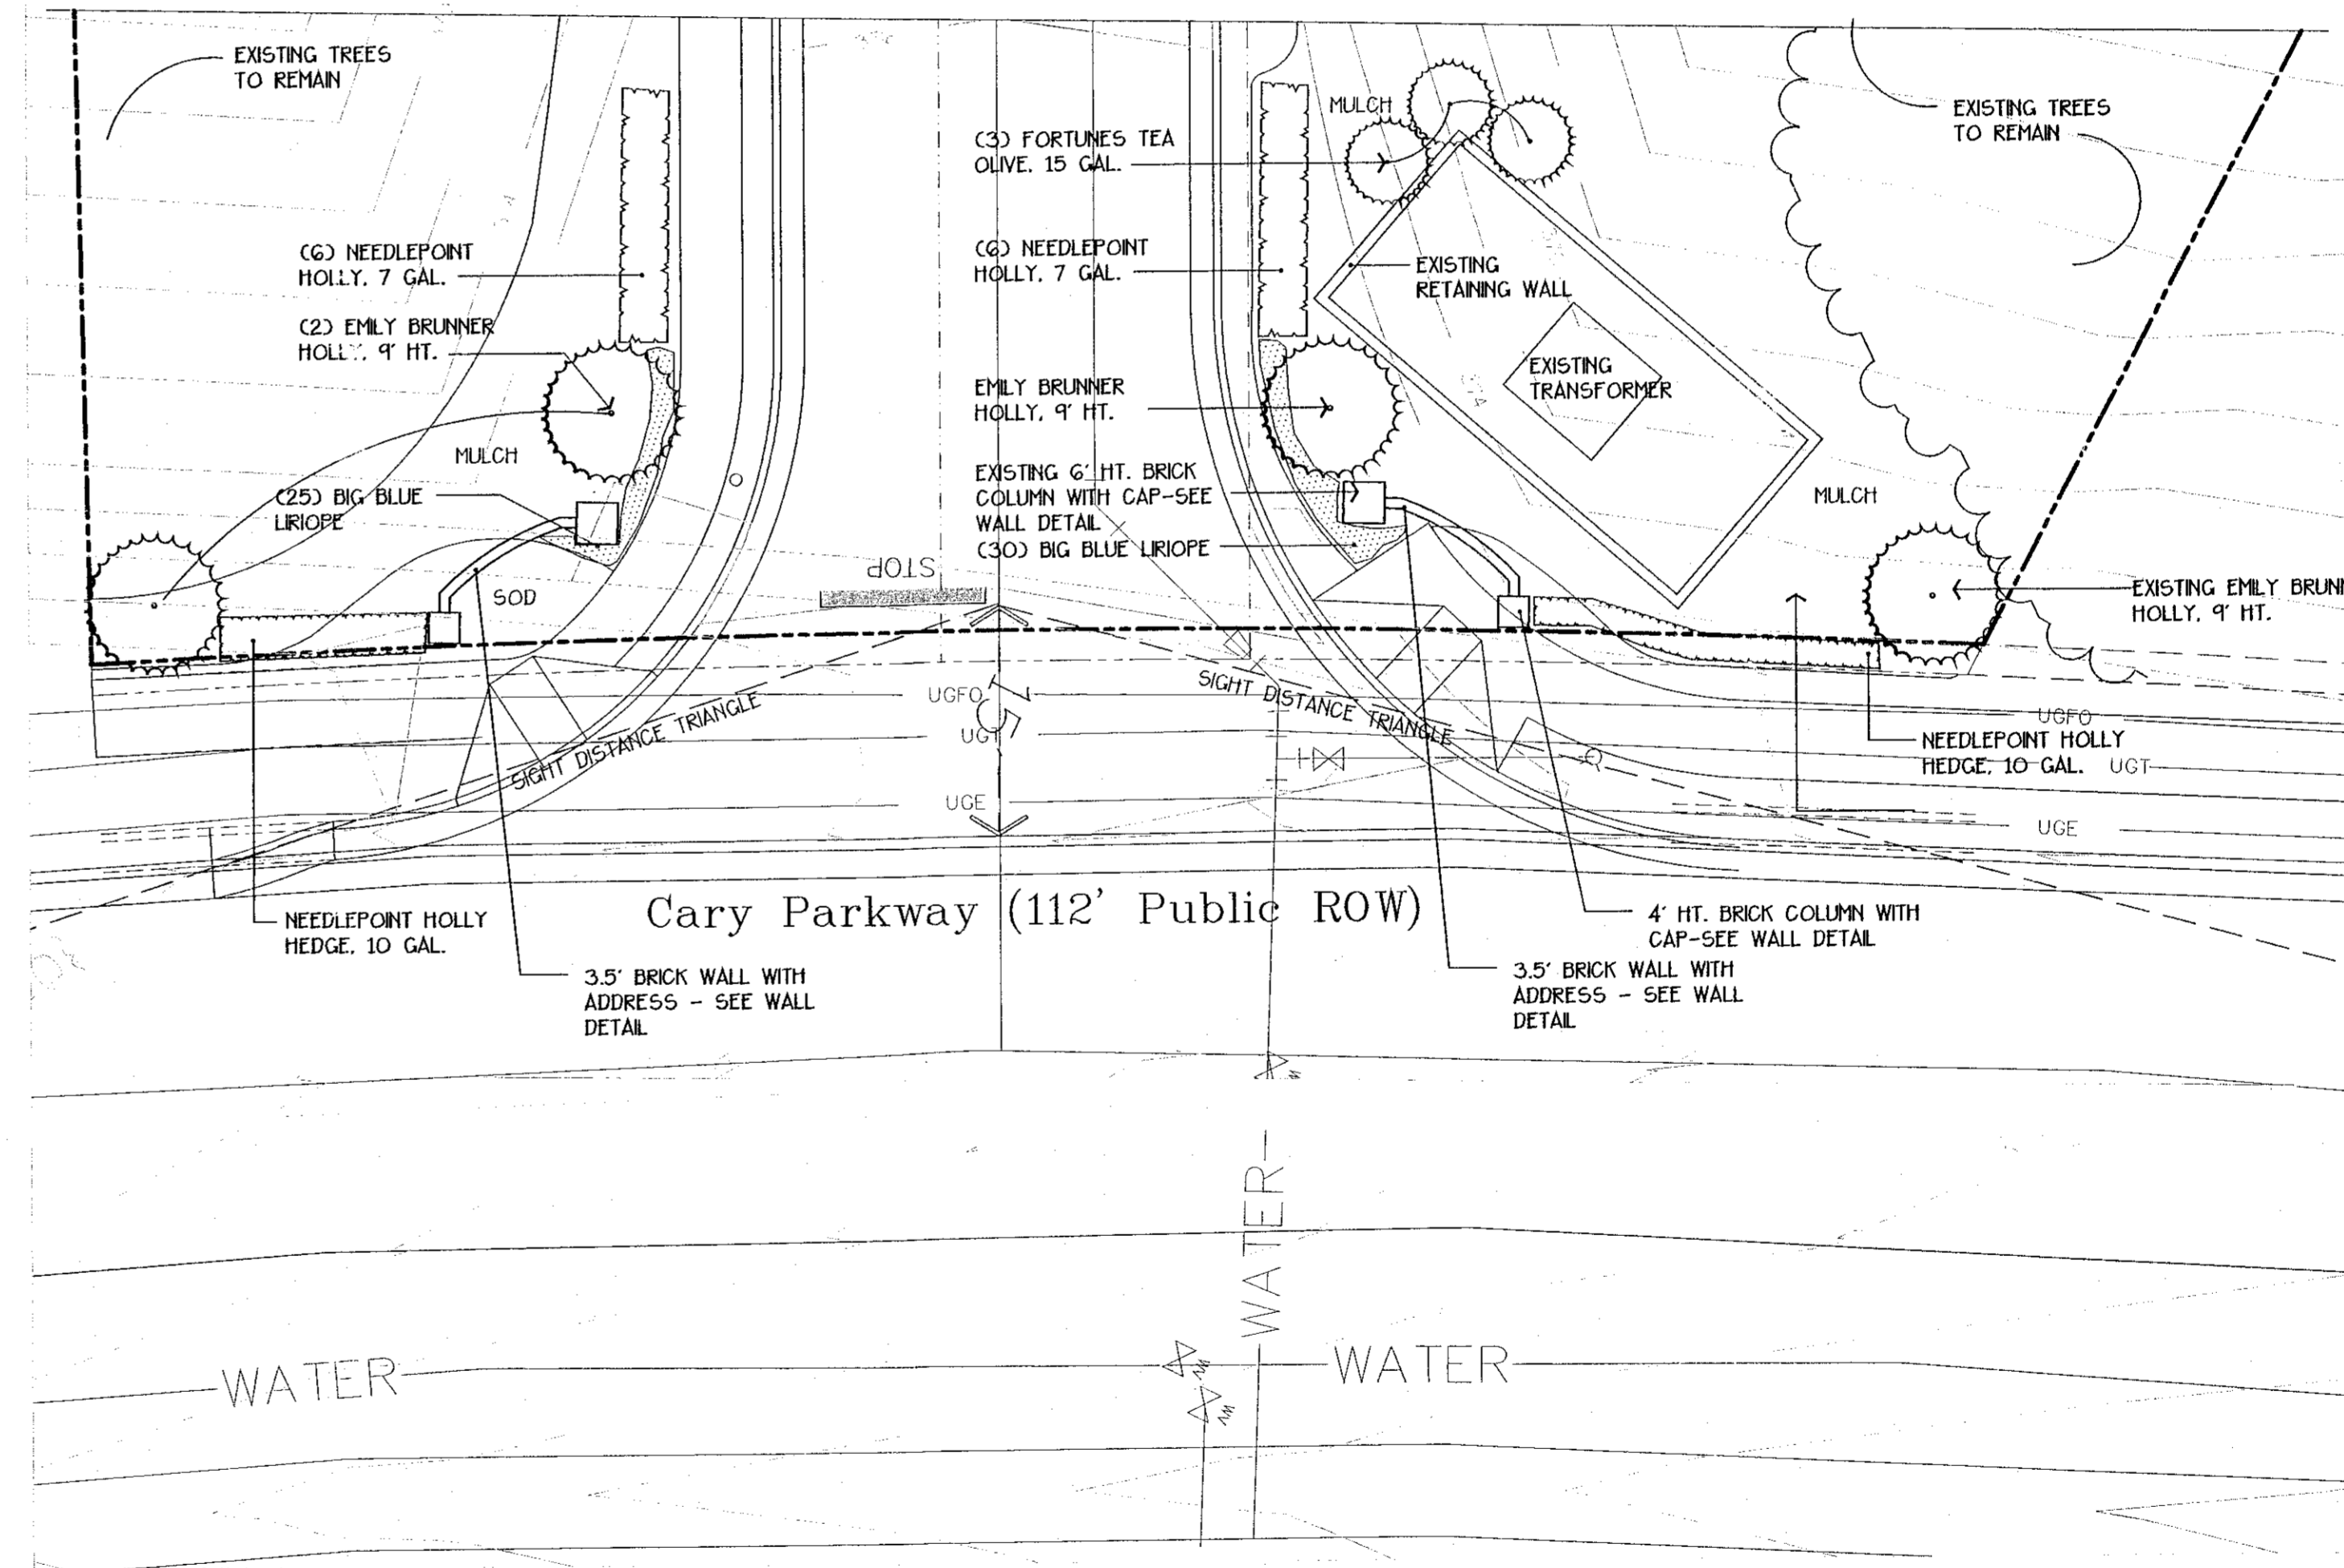 EXISTING TREES
TO REMAIN
(6) NEEDLEPOINT
HOLLY, 7 GAL.
(2) EMILY BRUNNER
HOLLY, 9' HT.
MULCH
(25) BIG BLUE
LIRIOPE
SOD
(3) FORTUNES TEA
OLIVE, 15 GAL.
(6) NEEDLEPOINT
HOLLY, 7 GAL.
EMILY BRUNNER
HOLLY, 9' HT.
EXISTING 6' HT. BRICK
COLUMN WITH CAP-SEE
WALL DETAIL
(30) BIG BLUE LIRIOPE
STOP
MULCH
EXISTING
RETAINING WALL
EXISTING
TRANSFORMER
374
EXISTING TREES
TO REMAIN
MULCH
EXISTING EMILY BRUNN
HOLLY, 9' HT.
SIGHT DISTANCE TRIANGLE
SIGHT DISTANCE TRIANGLE
UGFO
UGT
UGE
UGFO
NEEDLEPOINT HOLLY
HEDGE, 10 GAL.
UGT
UGE
Cary Parkway (112' Public ROW)
NEEDLEPOINT HOLLY
HEDGE, 10 GAL.
3.5' BRICK WALL WITH
ADDRESS - SEE WALL
DETAIL
4' HT. BRICK COLUMN WITH
CAP-SEE WALL DETAIL
3.5' BRICK WALL WITH
ADDRESS - SEE WALL
DETAIL
WATER
WATER
WATER